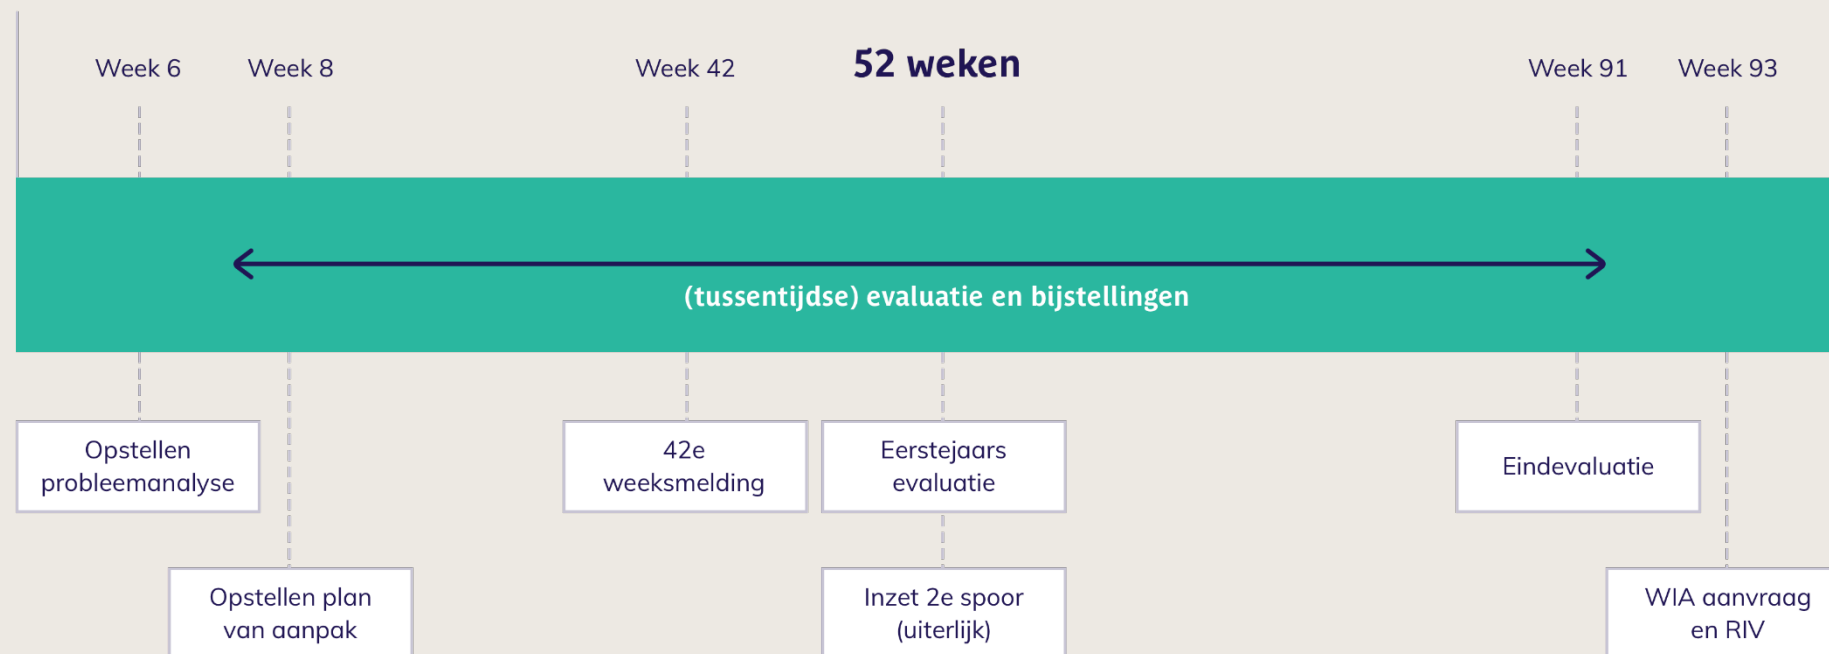 Week 6
Week 8
Week 42
52 weken
Week 91
Week 93
(tussentijdse) evaluatie en bijstellingen
Opstellen
probleemanalyse
42e
weeksmelding
Eerstejaars
evaluatie
Eindevaluatie
Opstellen plan
van aanpak
Inzet 2e spoor
(uiterlijk)
WIA aanvraag
en RIV